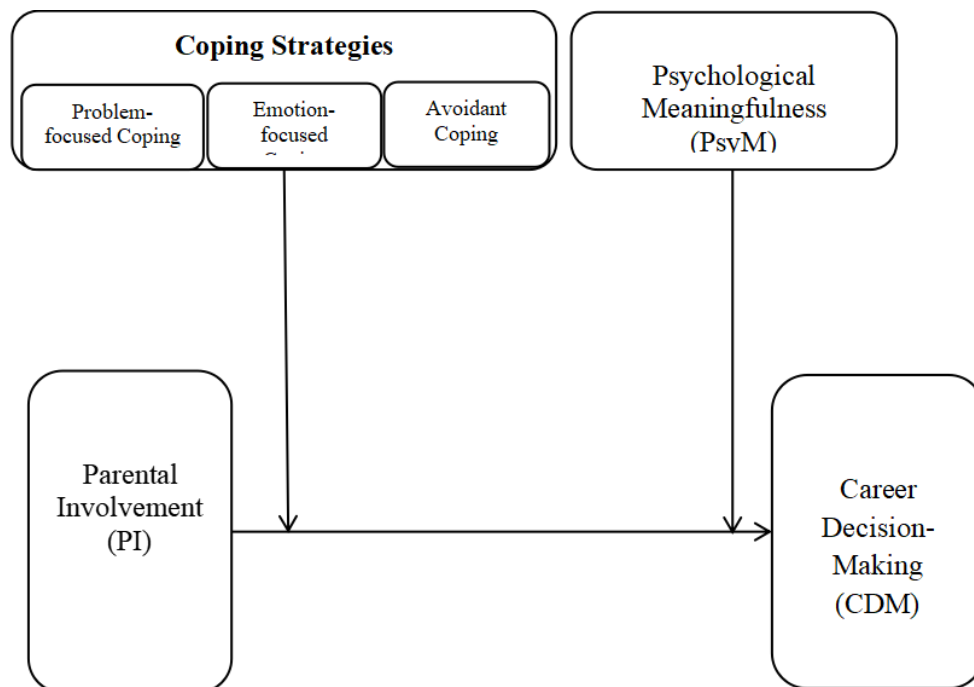 Coping Strategies
Problem-
focused Coping
Emotion-
focused
Avoidant
Coping
Psychological
Meaningfulness
(PsyM)
Parental
Involvement
(PI)
Career
Decision-
Making
(CDM)